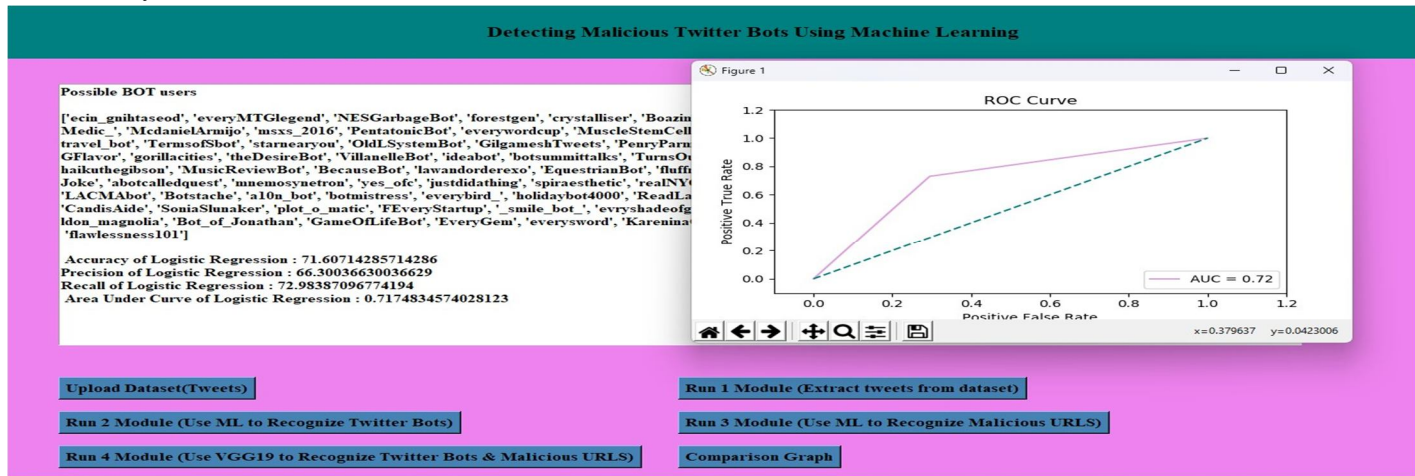 Detecting Malicious Twitter Bots Using Machine Learning
Possible BOT users
['ecin_gnihtaseod', 'everyMTGlegend', 'NESGarbageBot', 'forestgen', 'crystalliser', 'Boazin
Medic_', 'McdanielArmijo', 'msxs_2016', 'PentatonicBot', 'everywordcup', 'MuscleStemCell
travel_bot', 'TermsofSbot', 'starnearyou', 'OldLSystemBot', 'GilgameshTweets', 'PenryParm
GFlavor', 'gorillacities', 'theDesireBot', 'VillanelleBot', 'ideabot', 'botsummittalks', 'TurnsOu
haikuthegibson', 'MusicReviewBot', 'BecauseBot', 'lawandorderexo', 'EquestrianBot', 'fluffn
Joke', 'abotcalledquest', 'mnemosynetron', 'yes_ofc', 'justdidathing', 'spiraesthetic', 'realNY
'LACMAbot', 'Botstache', 'a10n_bot', 'botmistress', 'everybird_', 'holidaybot4000', 'ReadLa
'CandisAide', 'SoniaSlunaker', 'plot_o_matic', 'FEveryStartup', '_smile_bot_', 'evryshadeofg
ldon_magnolia', 'Bot_of_Jonathan', 'GameOfLifeBot', 'EveryGem', 'everysword', 'Karenina
'flawlessness101']
Accuracy of Logistic Regression : 71.60714285714286
Precision of Logistic Regression : 66.30036630036629
Recall of Logistic Regression : 72.98387096774194
Area Under Curve of Logistic Regression : 0.7174834574028123
Figure 1
ROC Curve
Positive True Rate
1.2
1.0
0.8
0.6
0.4
0.2
0.0
AUC = 0.72
0.0 0.2 0.4 0.6 0.8 1.0 1.2
Positive False Rate
x=0.379637 y=0.0423006
Upload Dataset(Tweets)
Run 1 Module (Extract tweets from dataset)
Run 2 Module (Use ML to Recognize Twitter Bots)
Run 3 Module (Use ML to Recognize Malicious URLS)
Run 4 Module (Use VGG19 to Recognize Twitter Bots & Malicious URLS)
Comparison Graph